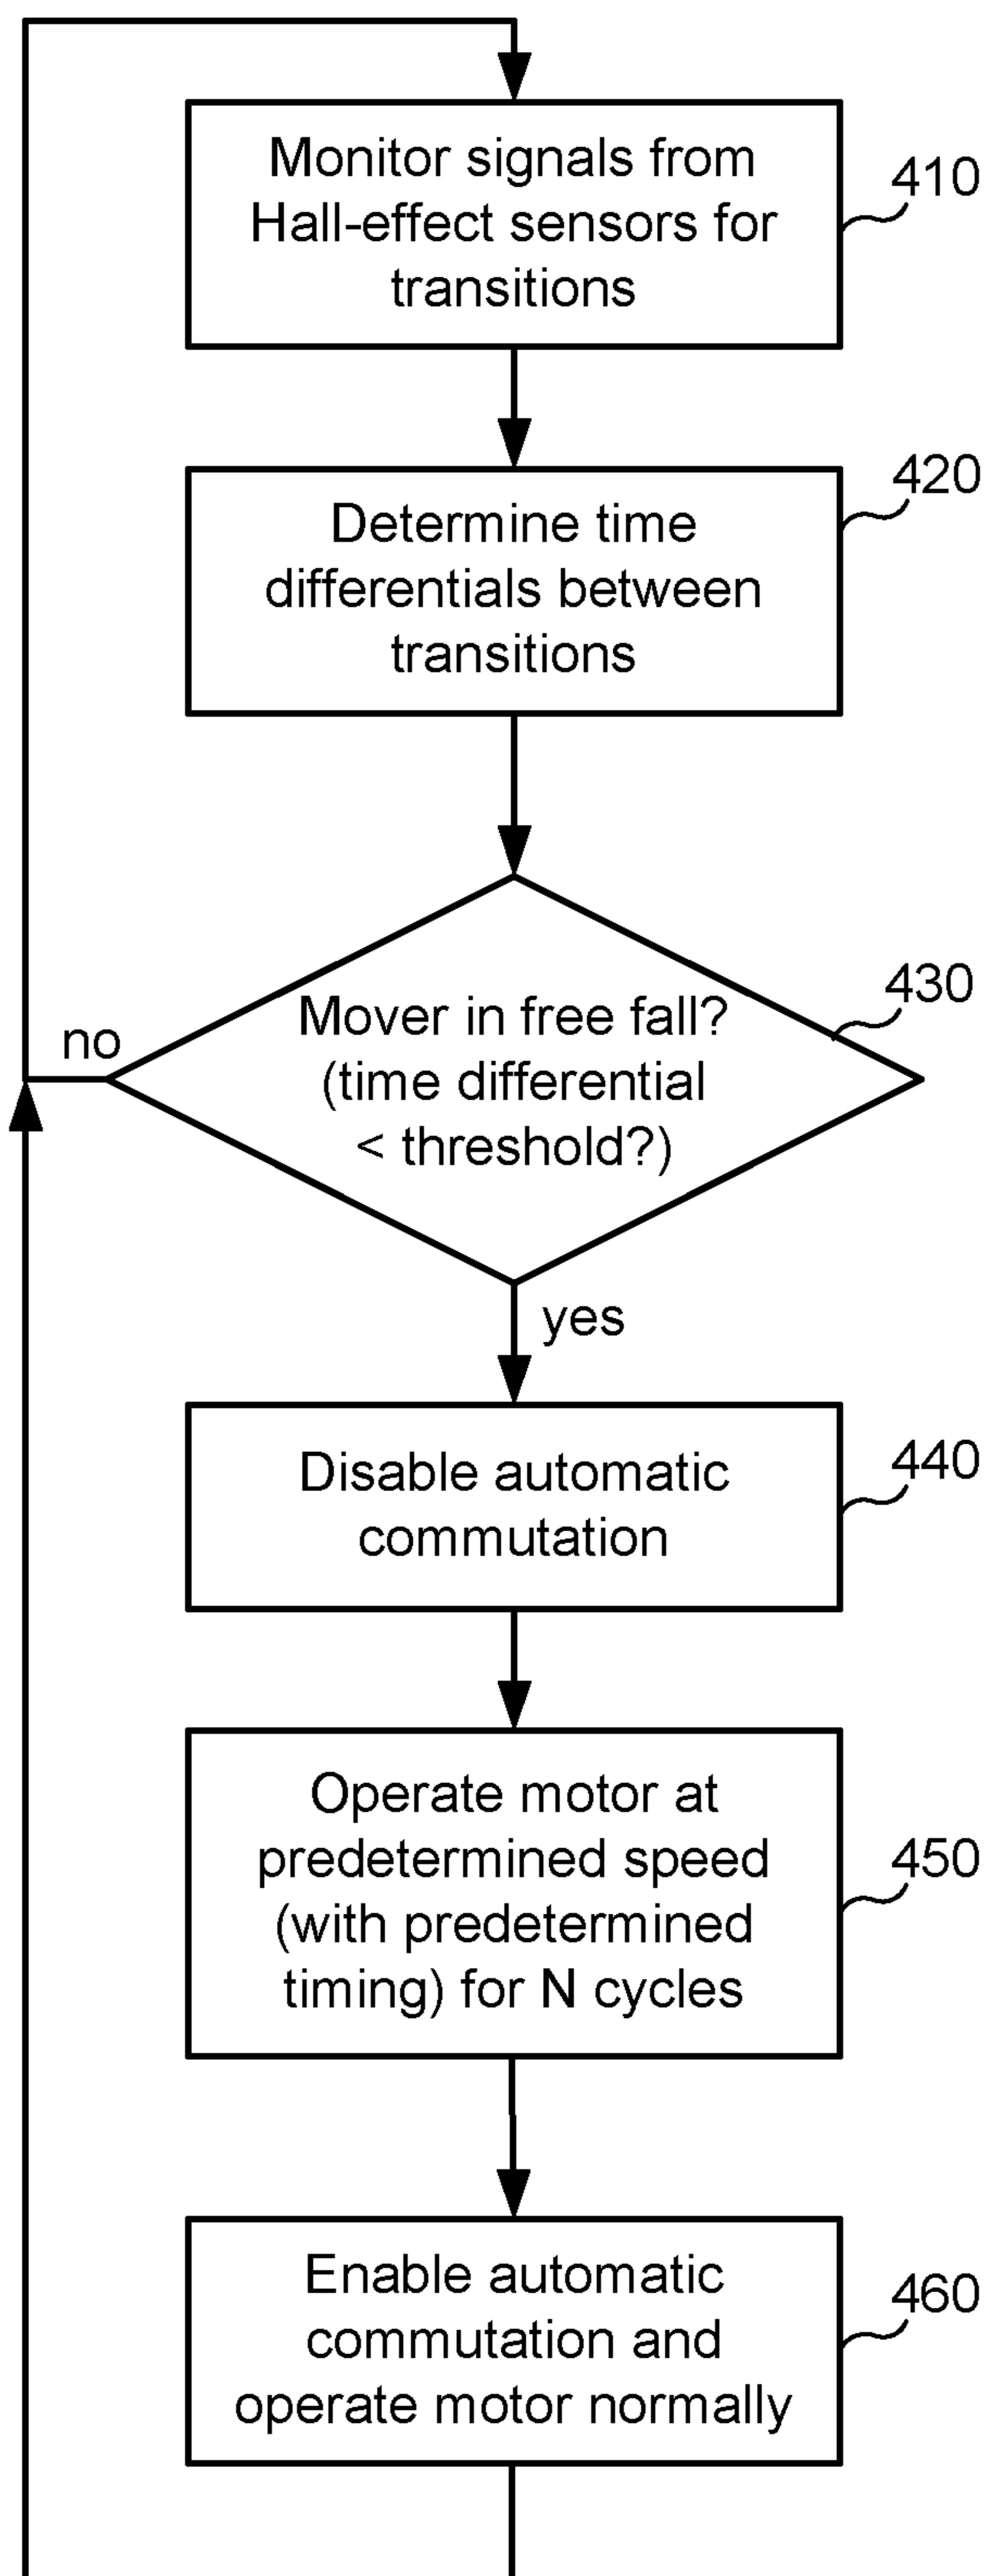 Monitor signals from
Hall-effect sensors for
transitions
410
Determine time
differentials between
transitions
420
Mover in free fall?
(time differential
< threshold?)
430
no
yes
Disable automatic
commutation
440
Operate motor at
predetermined speed
(with predetermined
timing) for N cycles
450
Enable automatic
commutation and
operate motor normally
460